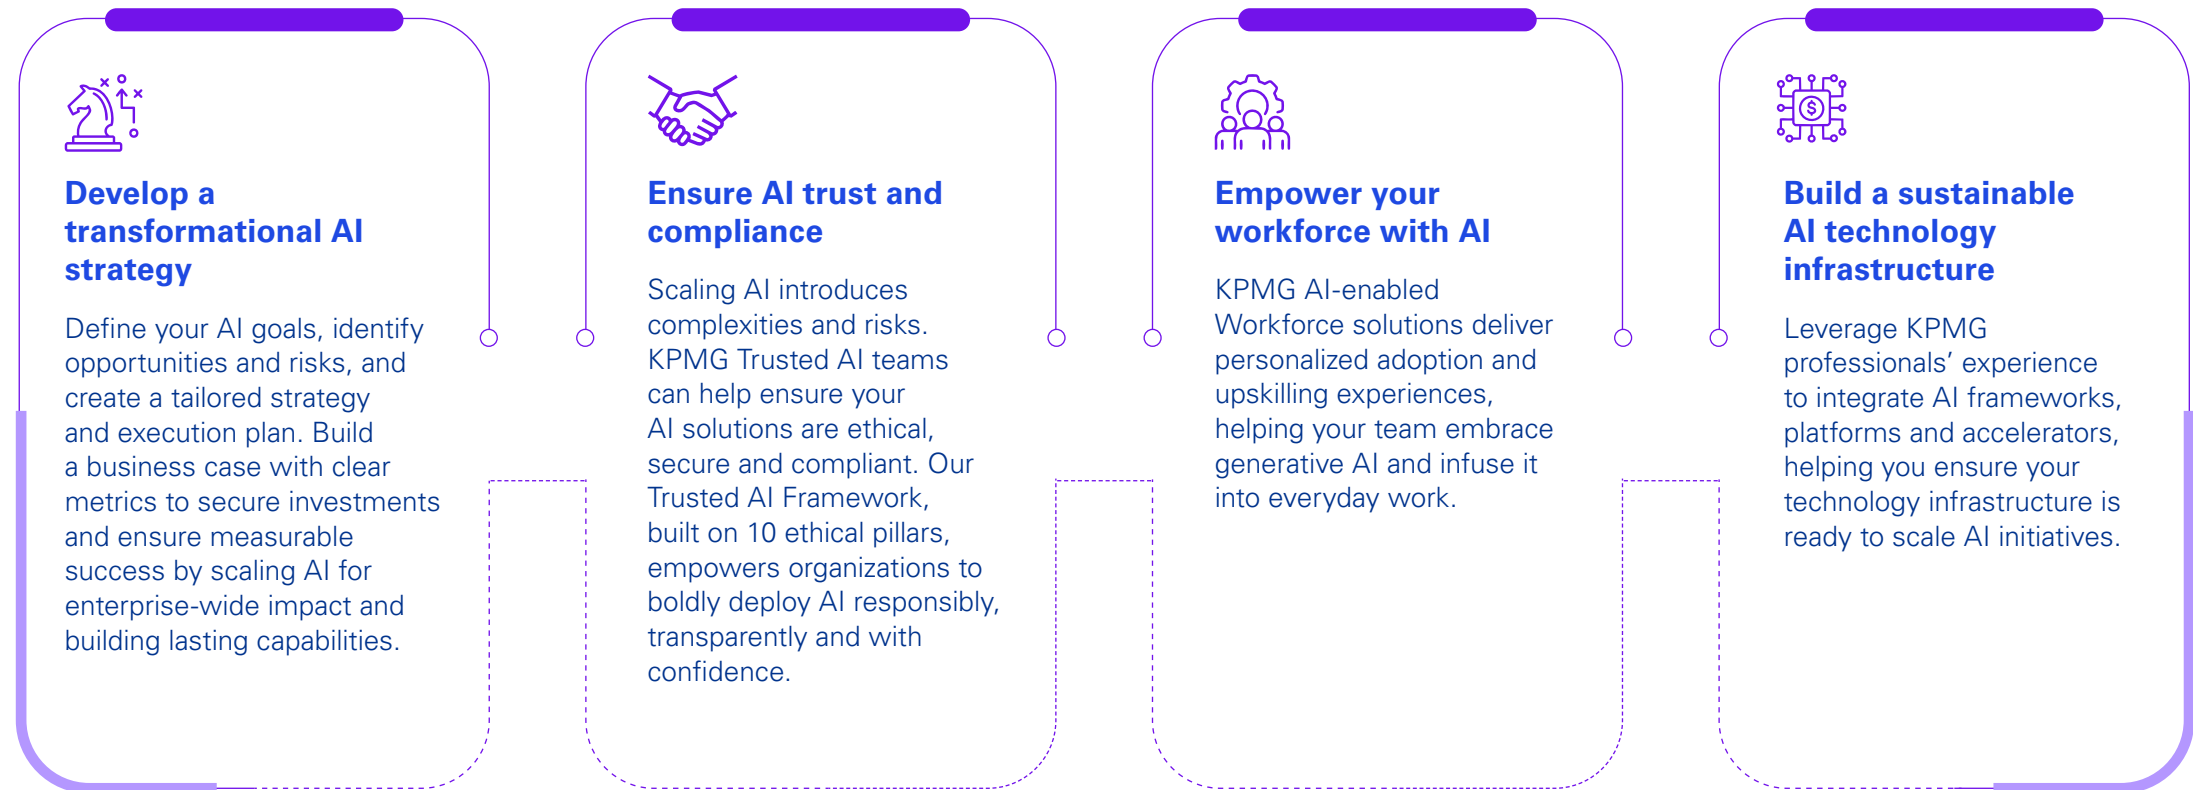 Develop a
transformational AI
strategy
Define your AI goals, identify
opportunities and risks, and
create a tailored strategy
and execution plan. Build
a business case with clear
metrics to secure investments
and ensure measurable
success by scaling AI for
enterprise-wide impact and
building lasting capabilities.
Ensure AI trust and
compliance
Scaling AI introduces
complexities and risks.
KPMG Trusted AI teams
can help ensure your
AI solutions are ethical,
secure and compliant. Our
Trusted AI Framework,
built on 10 ethical pillars,
empowers organizations to
boldly deploy AI responsibly,
transparently and with
confidence.
Empower your
workforce with AI
KPMG AI-enabled
Workforce solutions deliver
personalized adoption and
upskilling experiences,
helping your team embrace
generative AI and infuse it
into everyday work.
$
Build a sustainable
AI technology
infrastructure
Leverage KPMG
professionals’ experience
to integrate AI frameworks,
platforms and accelerators,
helping you ensure your
technology infrastructure is
ready to scale AI initiatives.